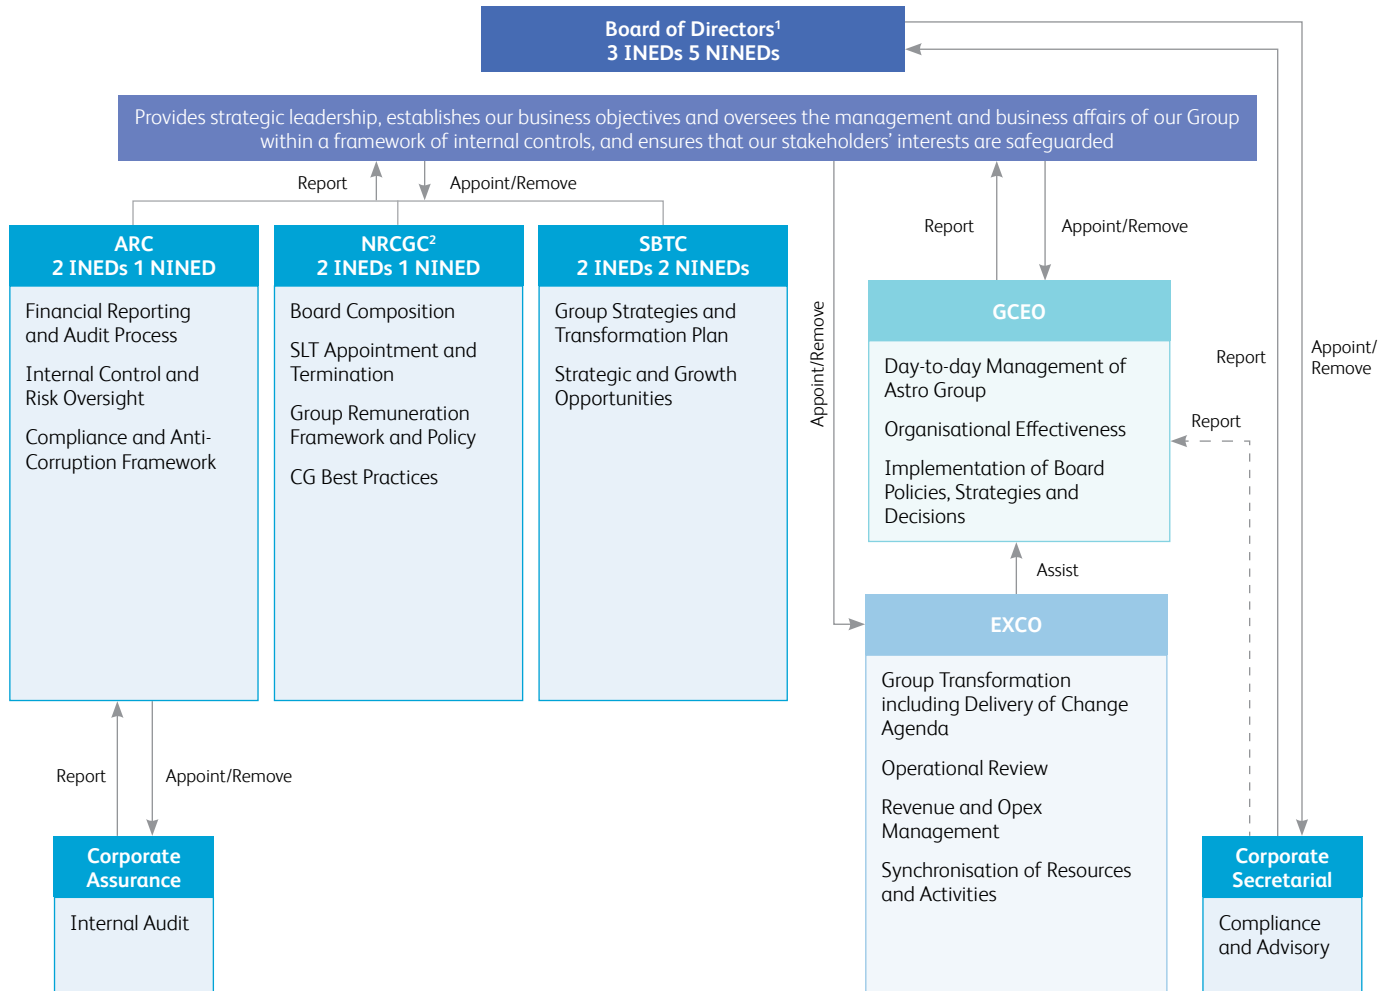 Board of Directors¹
3 INEDs 5 NINEDs
Provides strategic leadership, establishes our business objectives and oversees the management and business affairs of our Group
within a framework of internal controls, and ensures that our stakeholders’ interests are safeguarded
Report
Appoint/Remove
ARC
2 INEDs 1 NINED
Financial Reporting
and Audit Process
Internal Control and
Risk Oversight
Compliance and Anti-
Corruption Framework
NRCGC²
2 INEDs 1 NINED
Board Composition
SLT Appointment and
Termination
Group Remuneration
Framework and Policy
CG Best Practices
SBTC
2 INEDs 2 NINEDs
Group Strategies and
Transformation Plan
Strategic and Growth
Opportunities
Appoint/Remove
Report
Appoint/Remove
GCEO
Day-to-day Management of
Astro Group
Organisational Effectiveness
Implementation of Board
Policies, Strategies and
Decisions
Report
Appoint/
Remove
Report
Assist
EXCO
Group Transformation
including Delivery of Change
Agenda
Operational Review
Revenue and Opex
Management
Synchronisation of Resources
and Activities
Report
Appoint/Remove
Corporate
Assurance
Internal Audit
Corporate
Secretarial
Compliance
and Advisory